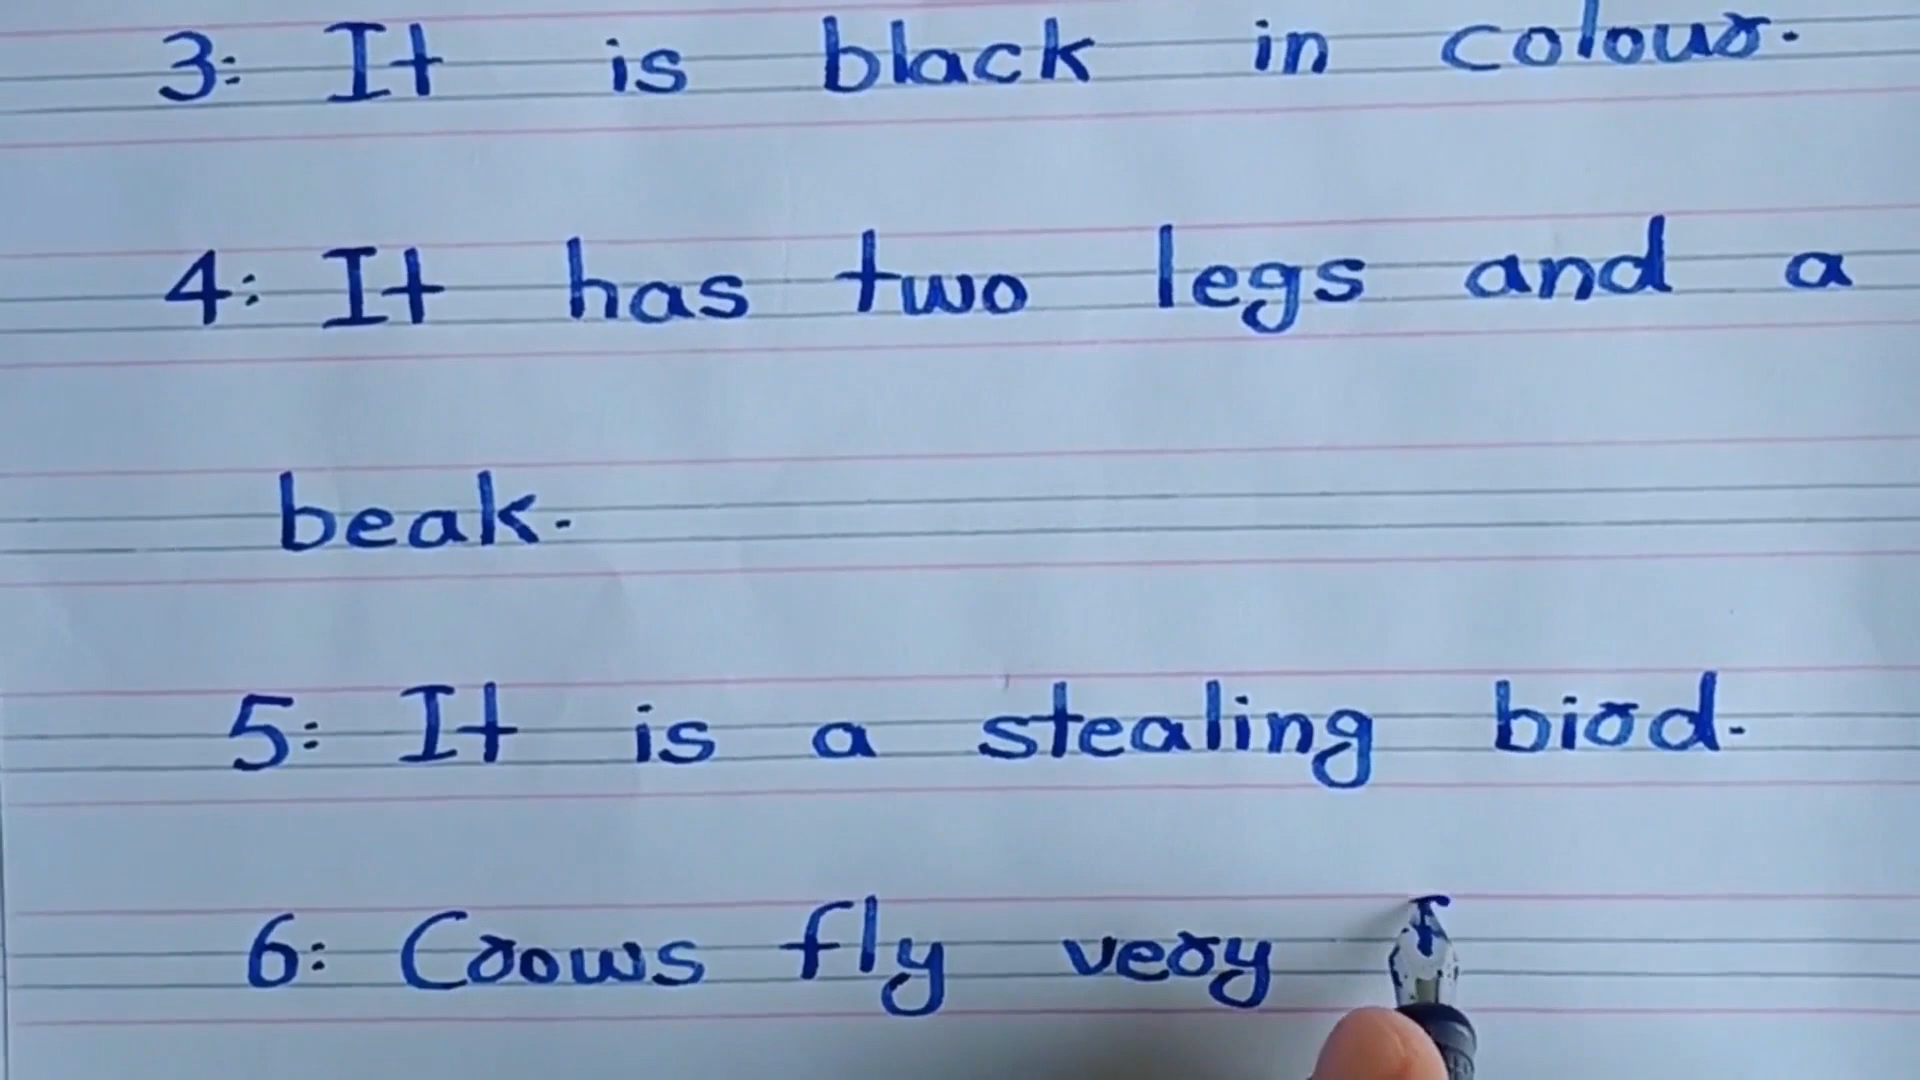 3: It is black in colour.
4: It has two legs and a
beak.
5: It is a stealing bird.
6: Crows fly very